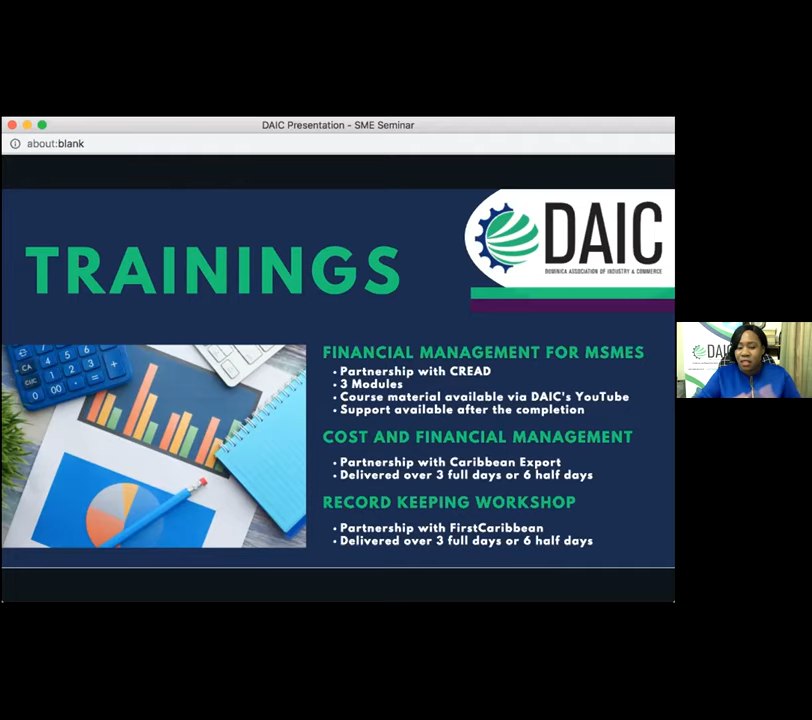 DAIC Presentation - SME Seminar
about:blank
TRAININGS
DAIC
DOMINICA ASSOCIATION OF INDUSTRY & COMMERCE
FINANCIAL MANAGEMENT FOR MSMES
• Partnership with CREAD
• 3 Modules
• Course material available via DAIC's YouTube
• Support available after the completion
COST AND FINANCIAL MANAGEMENT
• Partnership with Caribbean Export
• Delivered over 3 full days or 6 half days
RECORD KEEPING WORKSHOP
• Partnership with FirstCaribbean
• Delivered over 3 full days or 6 half days
DAIC